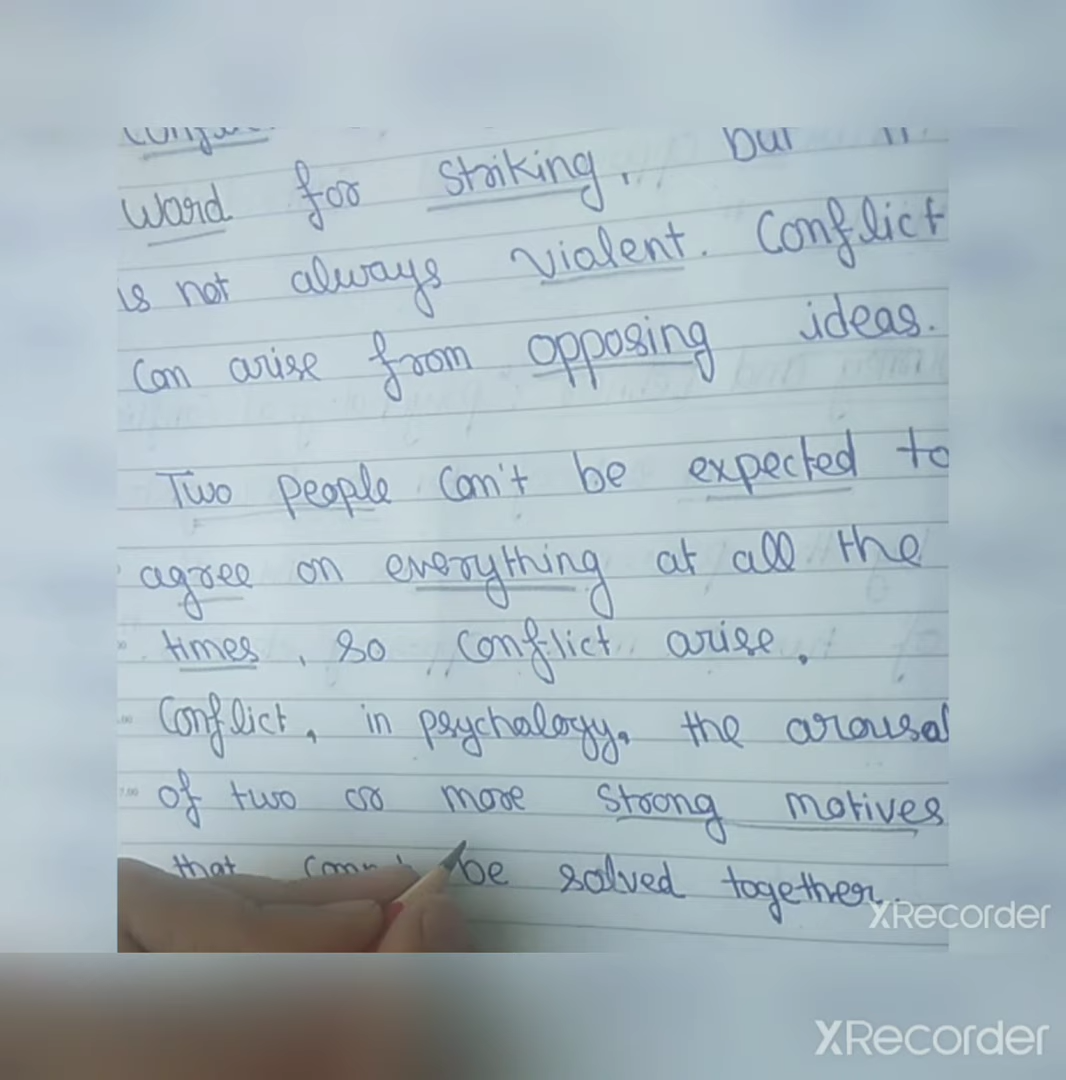 word for striking, but it
is not always violent. Conflict
can arise from opposing ideas.
Two people can't be expected to
agree on everything at all the
times, so conflict arise.
Conflict, in psychology, the arousal
of two or more strong motives
that be solved together.
XRecorder
XRecorder